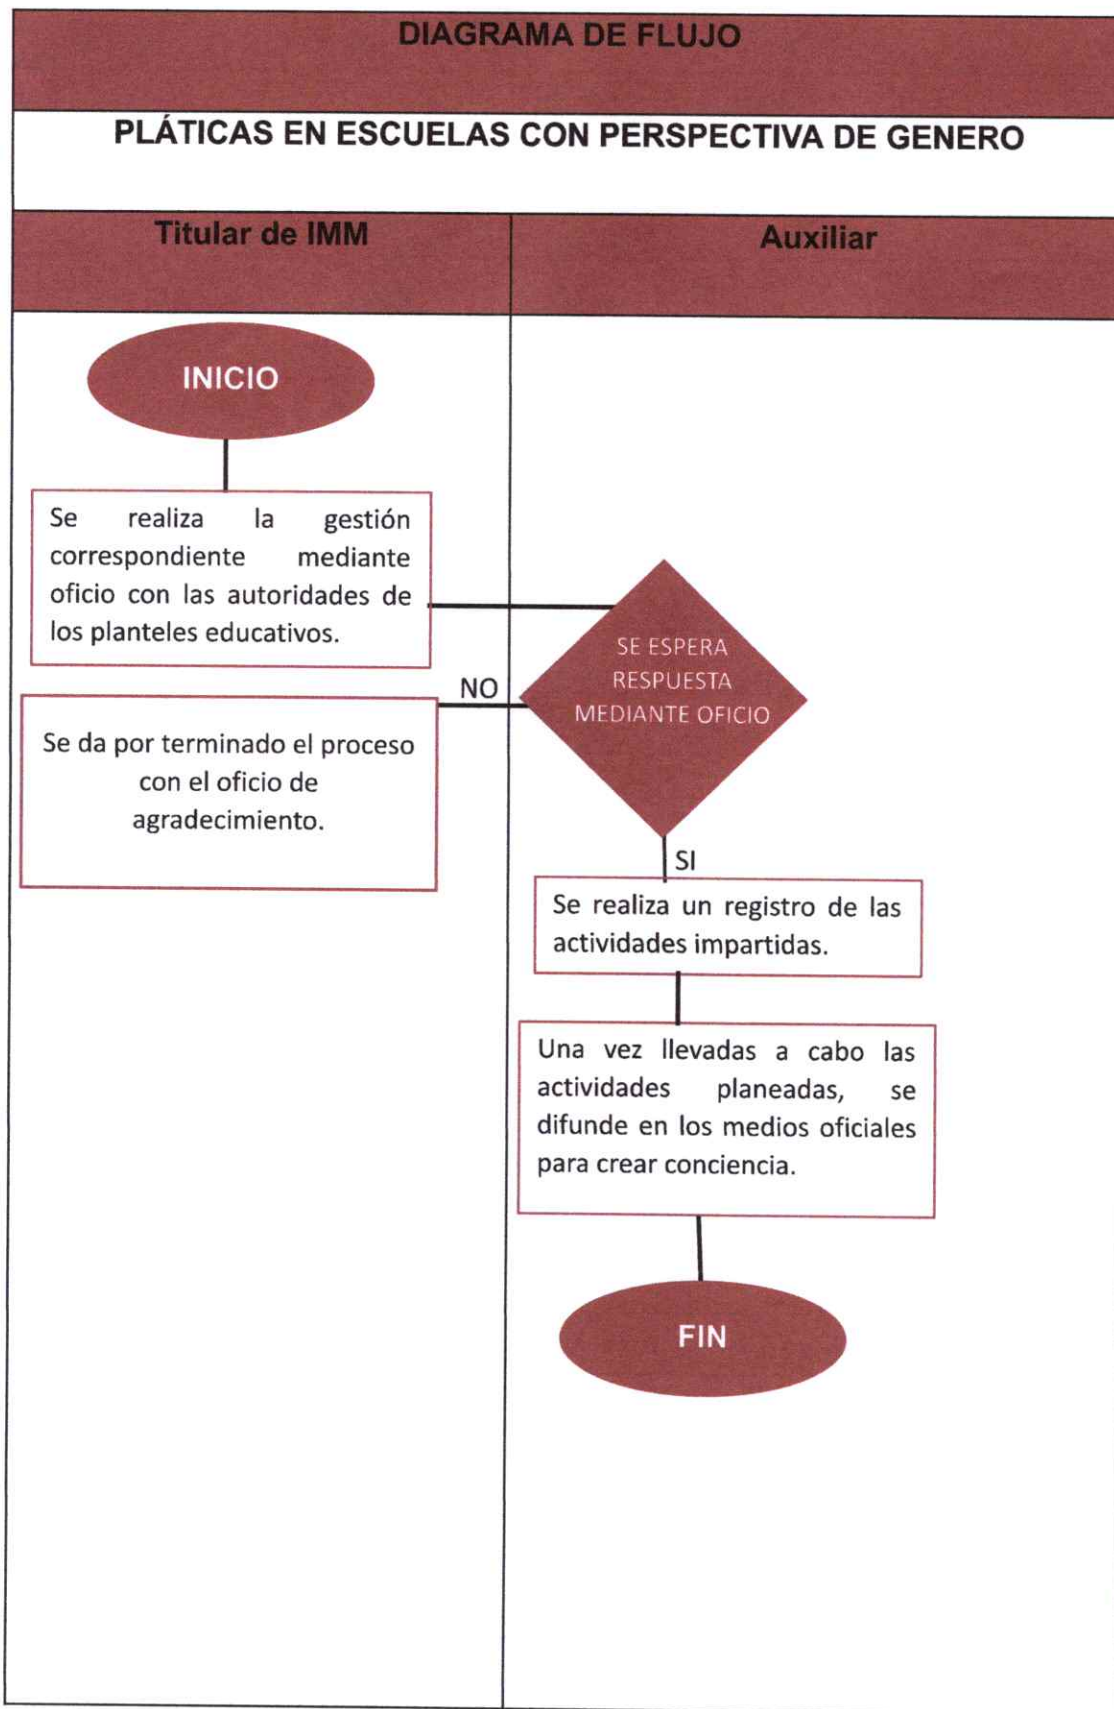 DIAGRAMA DE FLUJO
PLÁTICAS EN ESCUELAS CON PERSPECTIVA DE GENERO
Titular de IMM
Auxiliar
INICIO
Se realiza la gestión
correspondiente mediante
oficio con las autoridades de
los planteles educativos.
SE ESPERA
RESPUESTA
MEDIANTE OFICIO
NO
Se da por terminado el proceso
con el oficio de
agradecimiento.
SI
Se realiza un registro de las
actividades impartidas.
Una vez llevadas a cabo las
actividades planeadas, se
difunde en los medios oficiales
para crear conciencia.
FIN